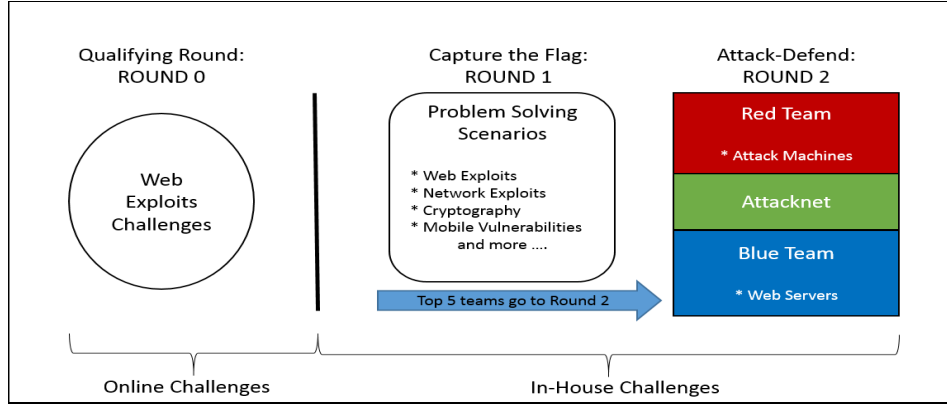 Qualifying Round:
ROUND 0
Web
Exploits
Challenges
Capture the Flag:
ROUND 1
Problem Solving
Scenarios
* Web Exploits
* Network Exploits
* Cryptography
* Mobile Vulnerabilities
and more ....
Top 5 teams go to Round 2
Attack-Defend:
ROUND 2
Red Team
* Attack Machines
Attacknet
Blue Team
* Web Servers
Online Challenges
In-House Challenges